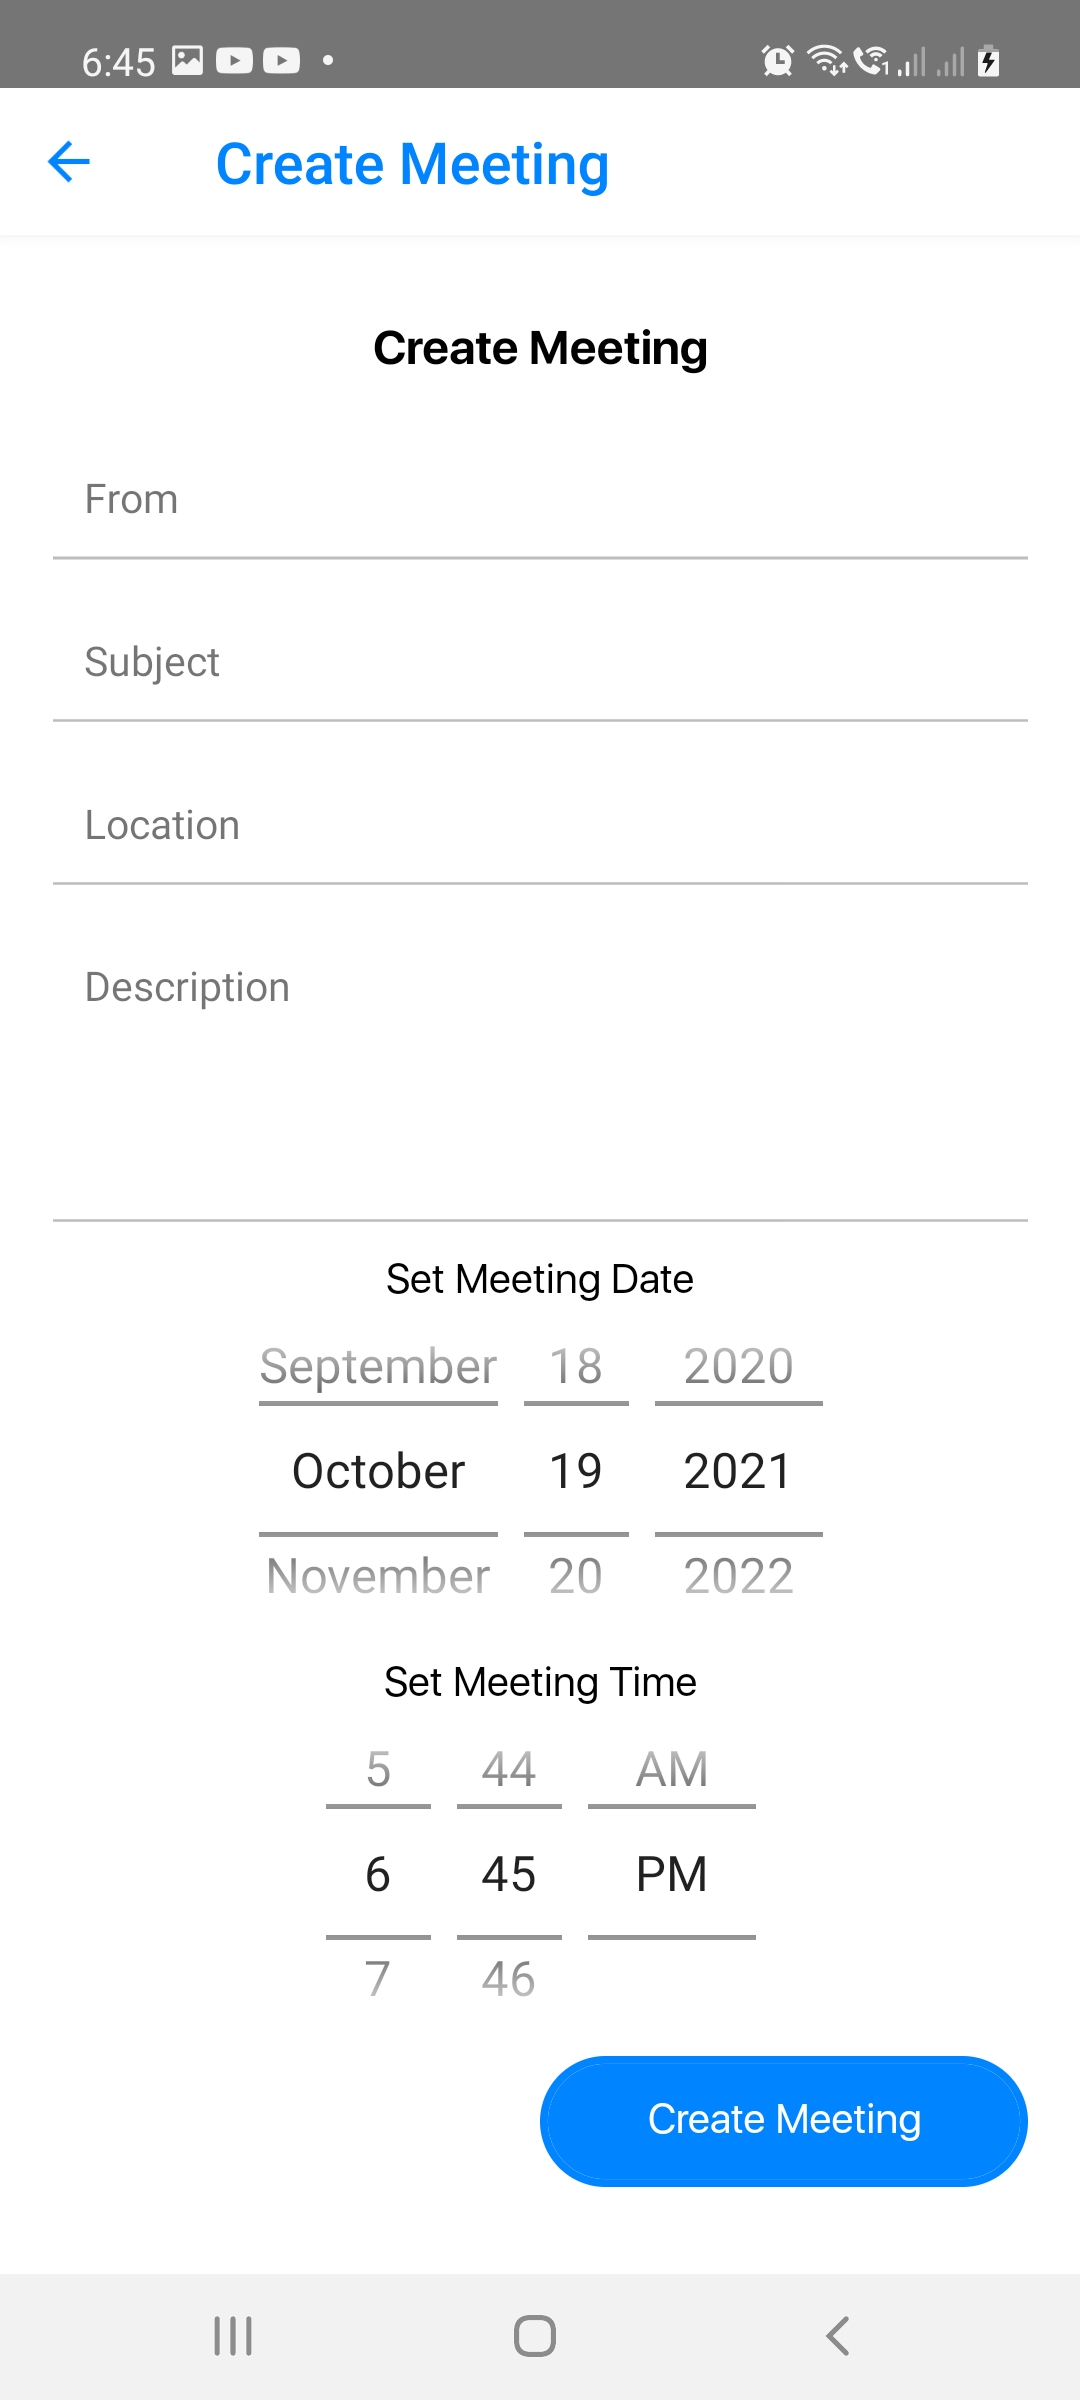 6:45
Create Meeting
Create Meeting
From
Subject
Location
Description
Set Meeting Date
September 18 2020
October 19 2021
November 20 2022
Set Meeting Time
5 44 AM
6 45 PM
7 46
Create Meeting